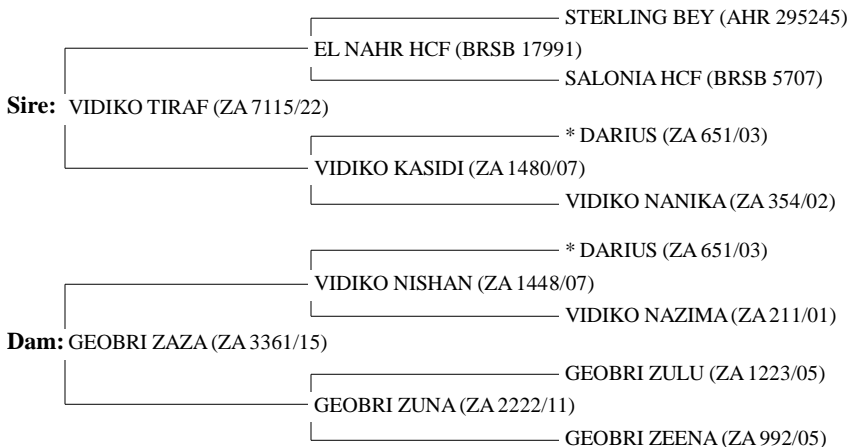 STERLING BEY (AHR 295245)
EL NAHR HCF (BRSB 17991)
SALONIA HCF (BRSB 5707)
Sire: VIDIKO TIRAF (ZA 7115/22)
* DARIUS (ZA 651/03)
VIDIKO KASIDI (ZA 1480/07)
VIDIKO NANIKA (ZA 354/02)
* DARIUS (ZA 651/03)
VIDIKO NISHAN (ZA 1448/07)
VIDIKO NAZIMA (ZA 211/01)
Dam: GEOBRI ZAZA (ZA 3361/15)
GEOBRI ZULU (ZA 1223/05)
GEOBRI ZUNA (ZA 2222/11)
GEOBRI ZEENA (ZA 992/05)